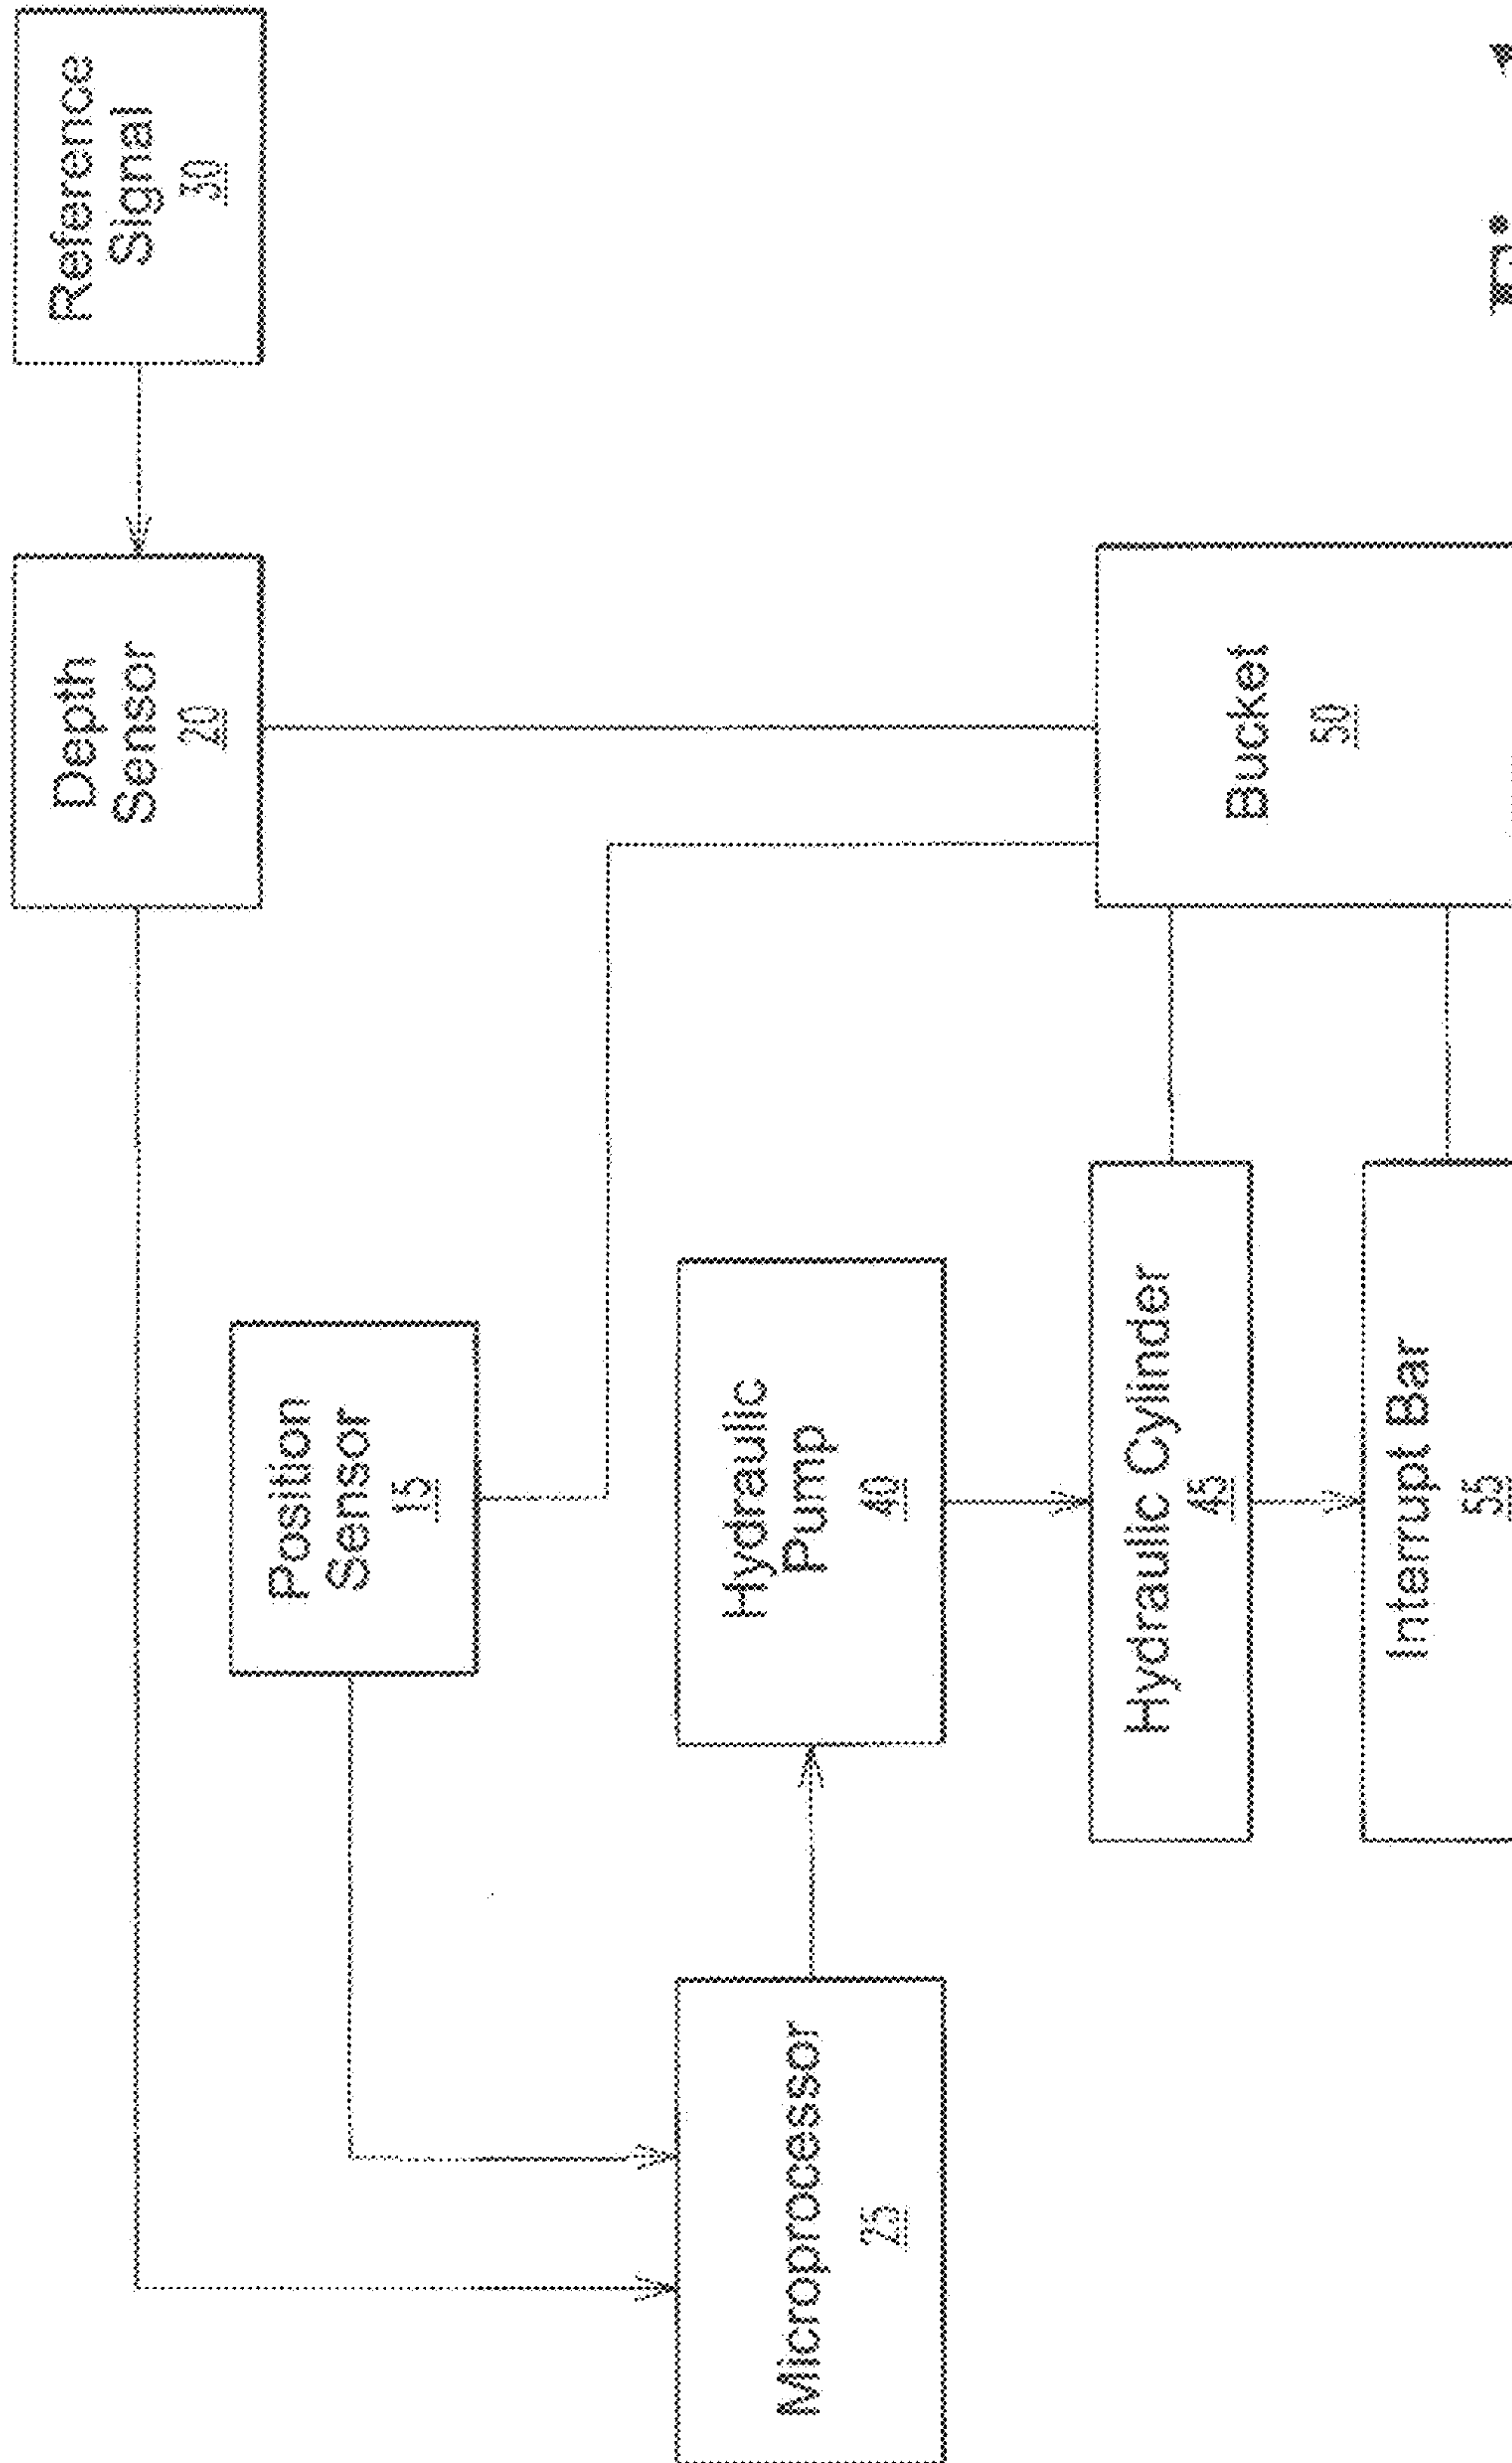 Reference
Signal
30
Depth
Sensor
20
Position
Sensor
15
Microprocessor
25
Hydraulic
Pump
40
Hydraulic Cylinder
45
Bucket
50
Interrupt Bar
55